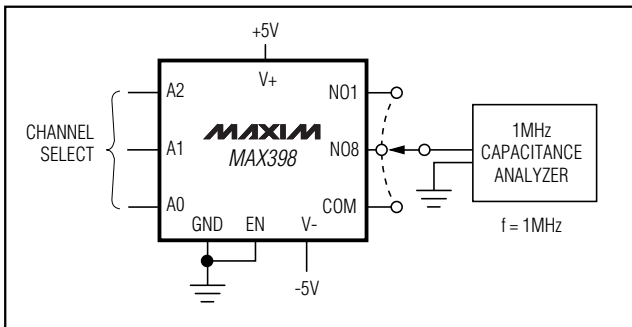 +5V
V+
A2
NO1
CHANNEL
SELECT
A1
MAXIM
MAX398
NO8
1MHz
CAPACITANCE
ANALYZER
A0
COM
GND
EN
V-
f = 1MHz
-5V